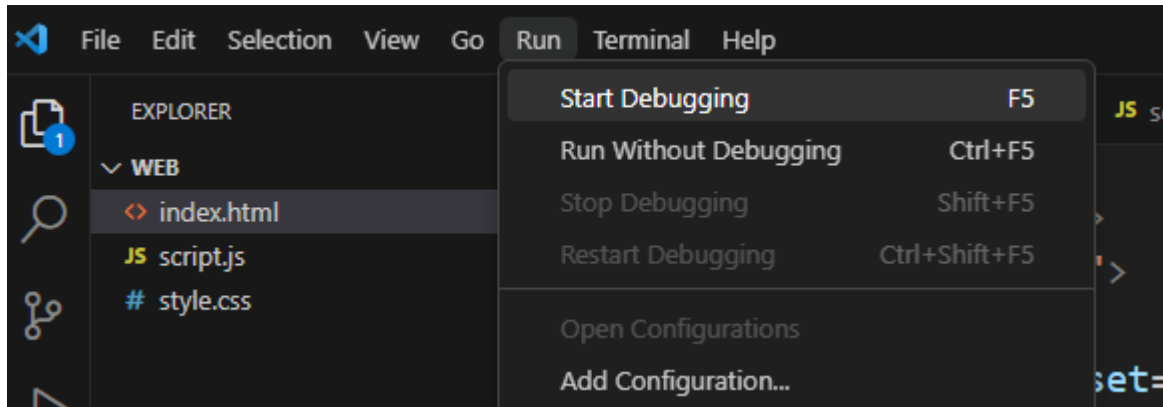 File Edit Selection View Go Run Terminal Help
EXPLORER
1
WEB
<> index.html
JS script.js
# style.css
Start Debugging F5
Run Without Debugging Ctrl+F5
Stop Debugging Shift+F5
Restart Debugging Ctrl+Shift+F5
Open Configurations
Add Configuration...
JS
">
set=